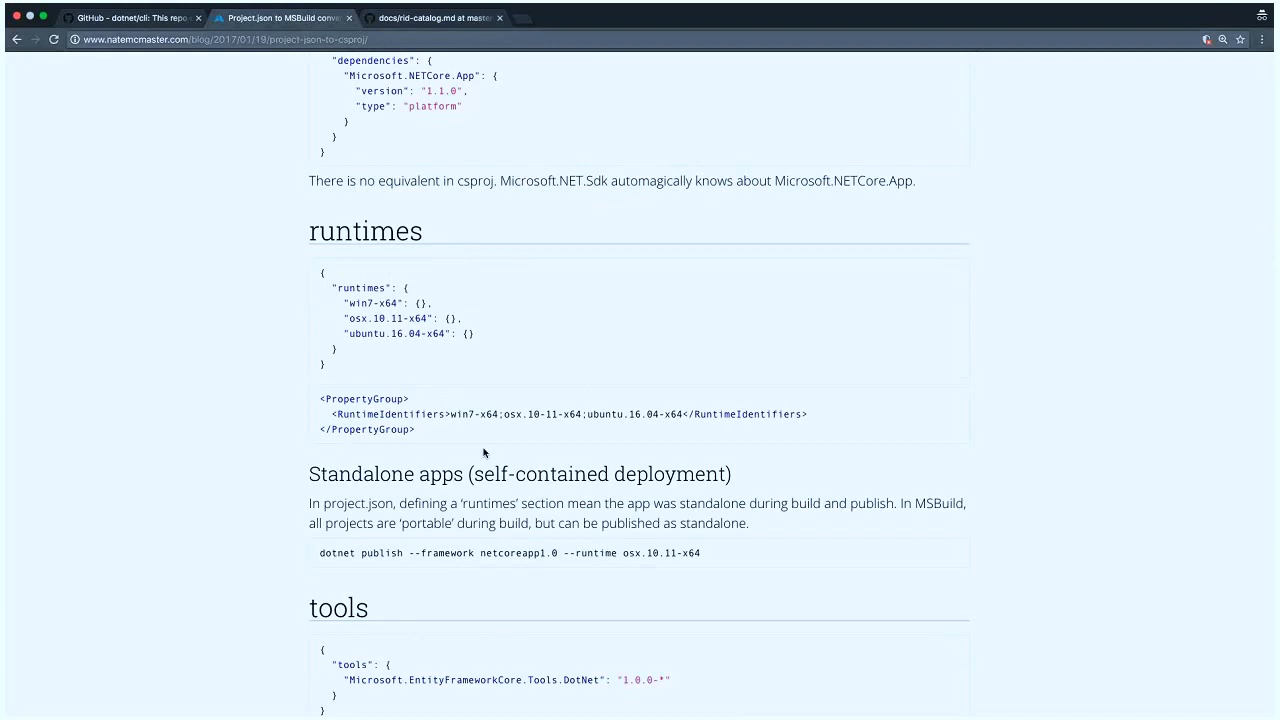 GitHub - dotnet/cli: This repo
Project.json to MSBuild conve
docs/rid-catalog.md at master
www.natemcmaster.com/blog/2017/01/19/project-json-to-csproj/
"dependencies": {
"Microsoft.NETCore.App": {
"version": "1.1.0",
"type": "platform"
}
}
}
There is no equivalent in csproj. Microsoft.NET.Sdk automagically knows about Microsoft.NETCore.App.
runtimes
{
"runtimes": {
"win7-x64": {},
"osx.10.11-x64": {},
"ubuntu.16.04-x64": {}
}
}
<PropertyGroup>
<RuntimeIdentifiers>win7-x64;osx.10-11-x64;ubuntu.16.04-x64</RuntimeIdentifiers>
</PropertyGroup>
Standalone apps (self-contained deployment)
In project.json, defining a ‘runtimes’ section mean the app was standalone during build and publish. In MSBuild,
all projects are ‘portable’ during build, but can be published as standalone.
dotnet publish --framework netcoreapp1.0 --runtime osx.10.11-x64
tools
{
"tools": {
"Microsoft.EntityFrameworkCore.Tools.DotNet": "1.0.0-*"
}
}